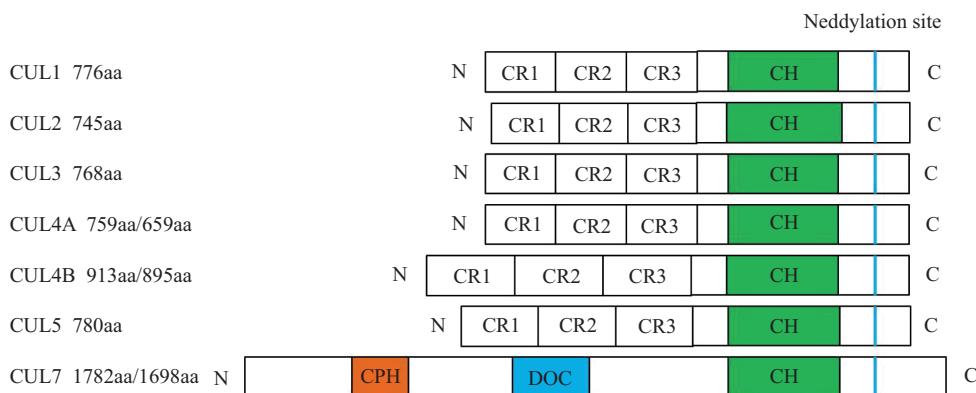 Neddylation site
CUL1 776aa N CR1 CR2 CR3 CH C
CUL2 745aa N CR1 CR2 CR3 CH C
CUL3 768aa N CR1 CR2 CR3 CH C
CUL4A 759aa/659aa N CR1 CR2 CR3 CH C
CUL4B 913aa/895aa N CR1 CR2 CR3 CH C
CUL5 780aa N CR1 CR2 CR3 CH C
CUL7 1782aa/1698aa N CPH DOC CH C